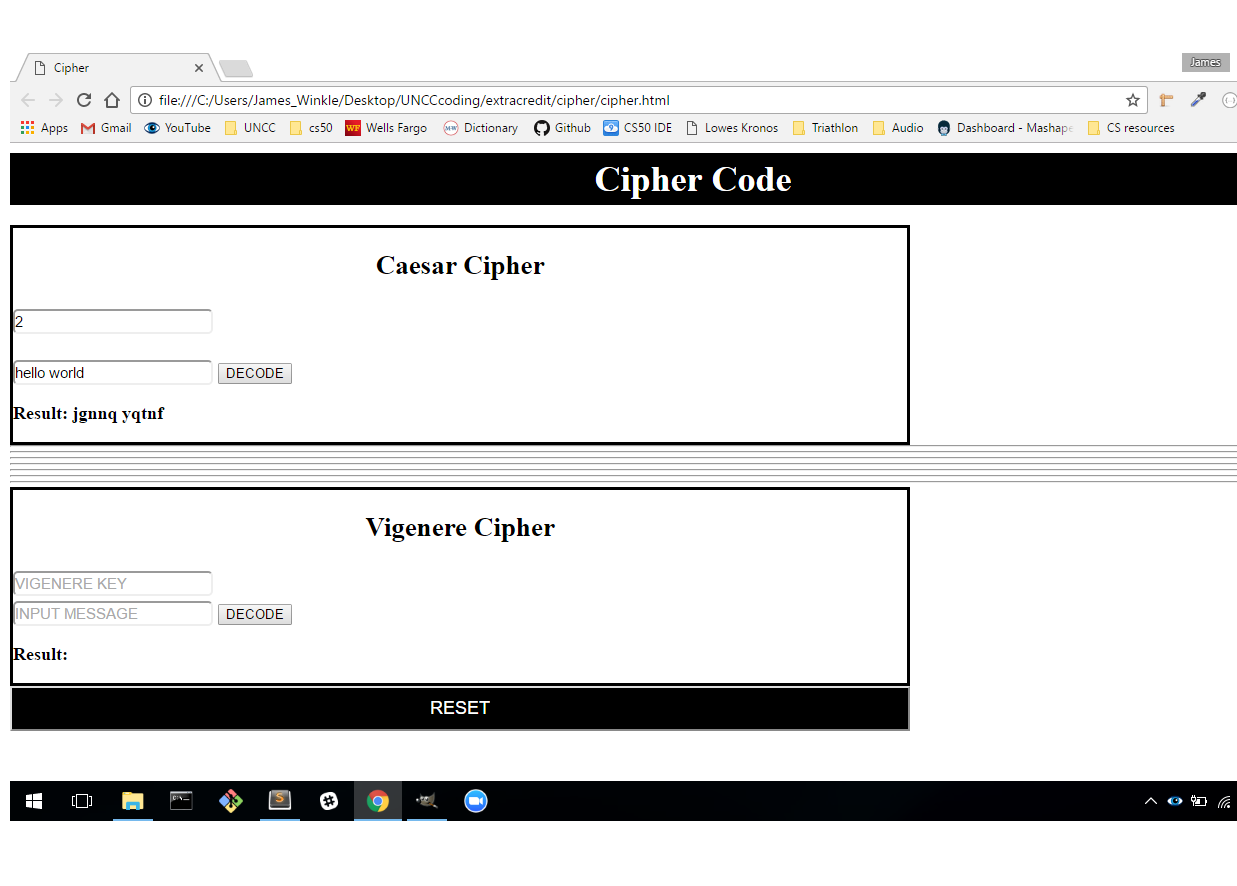 Cipher
James
file:///C:/Users/James_Winkle/Desktop/UNCCcoding/extracredit/cipher/cipher.html
Apps Gmail YouTube UNCC cs50 WF Wells Fargo MW Dictionary Github CS50 IDE Lowes Kronos Triathlon Audio Dashboard - Mashape CS resources
Cipher Code
Caesar Cipher
2
hello world DECODE
Result: jgnnq yqtnf
Vigenere Cipher
VIGENERE KEY
INPUT MESSAGE DECODE
Result:
RESET